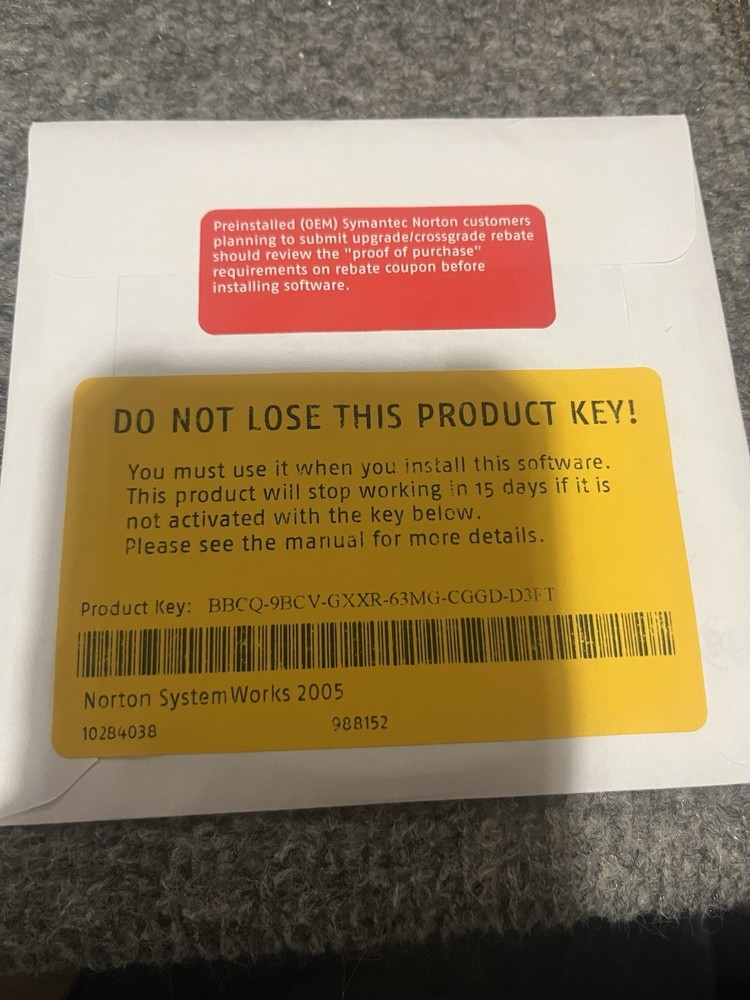 Preinstalled (OEM) Symantec Norton customers
planning to submit upgrade/crossgrade rebate
should review the "proof of purchase"
requirements on rebate coupon before
installing software.
DO NOT LOSE THIS PRODUCT KEY!
You must use it when you install this software.
This product will stop working in 15 days if it is
not activated with the key below.
Please see the manual for more details.
Product Key: BBCQ-9BCV-GXXR-63MG-CGGD-D3FT
Norton SystemWorks 2005
10284038 988152